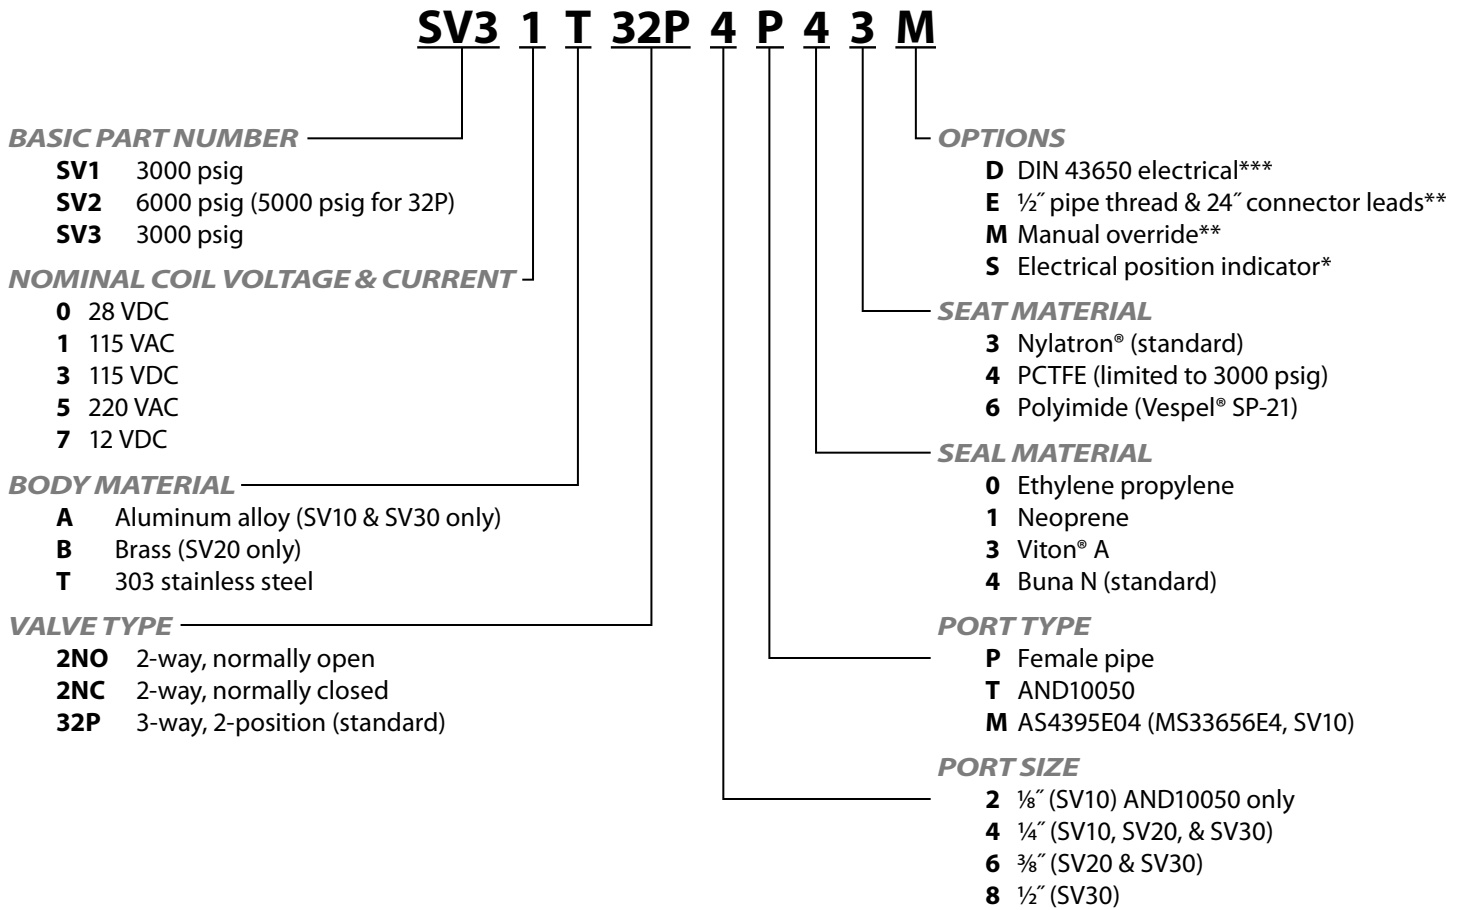 SV3 1 T 32P 4 P 4 3 M
BASIC PART NUMBER
SV1 3000 psig
SV2 6000 psig (5000 psig for 32P)
SV3 3000 psig
NOMINAL COIL VOLTAGE & CURRENT
0 28 VDC
1 115 VAC
3 115 VDC
5 220 VAC
7 12 VDC
BODY MATERIAL
A Aluminum alloy (SV10 & SV30 only)
B Brass (SV20 only)
T 303 stainless steel
VALVE TYPE
2NO 2-way, normally open
2NC 2-way, normally closed
32P 3-way, 2-position (standard)
OPTIONS
D DIN 43650 electrical***
E ½˝ pipe thread & 24˝ connector leads**
M Manual override**
S Electrical position indicator*
SEAT MATERIAL
3 Nylatron® (standard)
4 PCTFE (limited to 3000 psig)
6 Polyimide (Vespel® SP-21)
SEAL MATERIAL
0 Ethylene propylene
1 Neoprene
3 Viton® A
4 Buna N (standard)
PORT TYPE
P Female pipe
T AND10050
M AS4395E04 (MS33656E4, SV10)
PORT SIZE
2 ⅛˝ (SV10) AND10050 only
4 ¼˝ (SV10, SV20, & SV30)
6 ⅜˝ (SV20 & SV30)
8 ½˝ (SV30)